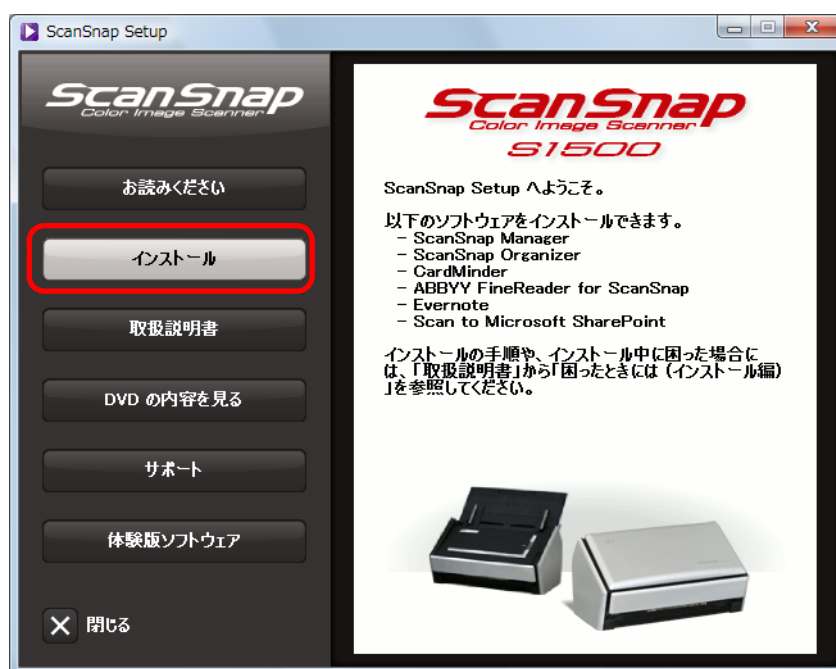 ScanSnap Setup
ScanSnap
Color Image Scanner
お読みください
インストール
取扱説明書
DVD の内容を見る
サポート
体験版ソフトウェア
閉じる
ScanSnap
Color Image Scanner
S1500
ScanSnap Setup へようこそ。
以下のソフトウェアをインストールできます。
- ScanSnap Manager
- ScanSnap Organizer
- CardMinder
- ABBYY FineReader for ScanSnap
- Evernote
- Scan to Microsoft SharePoint
インストールの手順や、インストール中に困った場合に
は、「取扱説明書」から「困ったときには（インストール編）
」を参照してください。